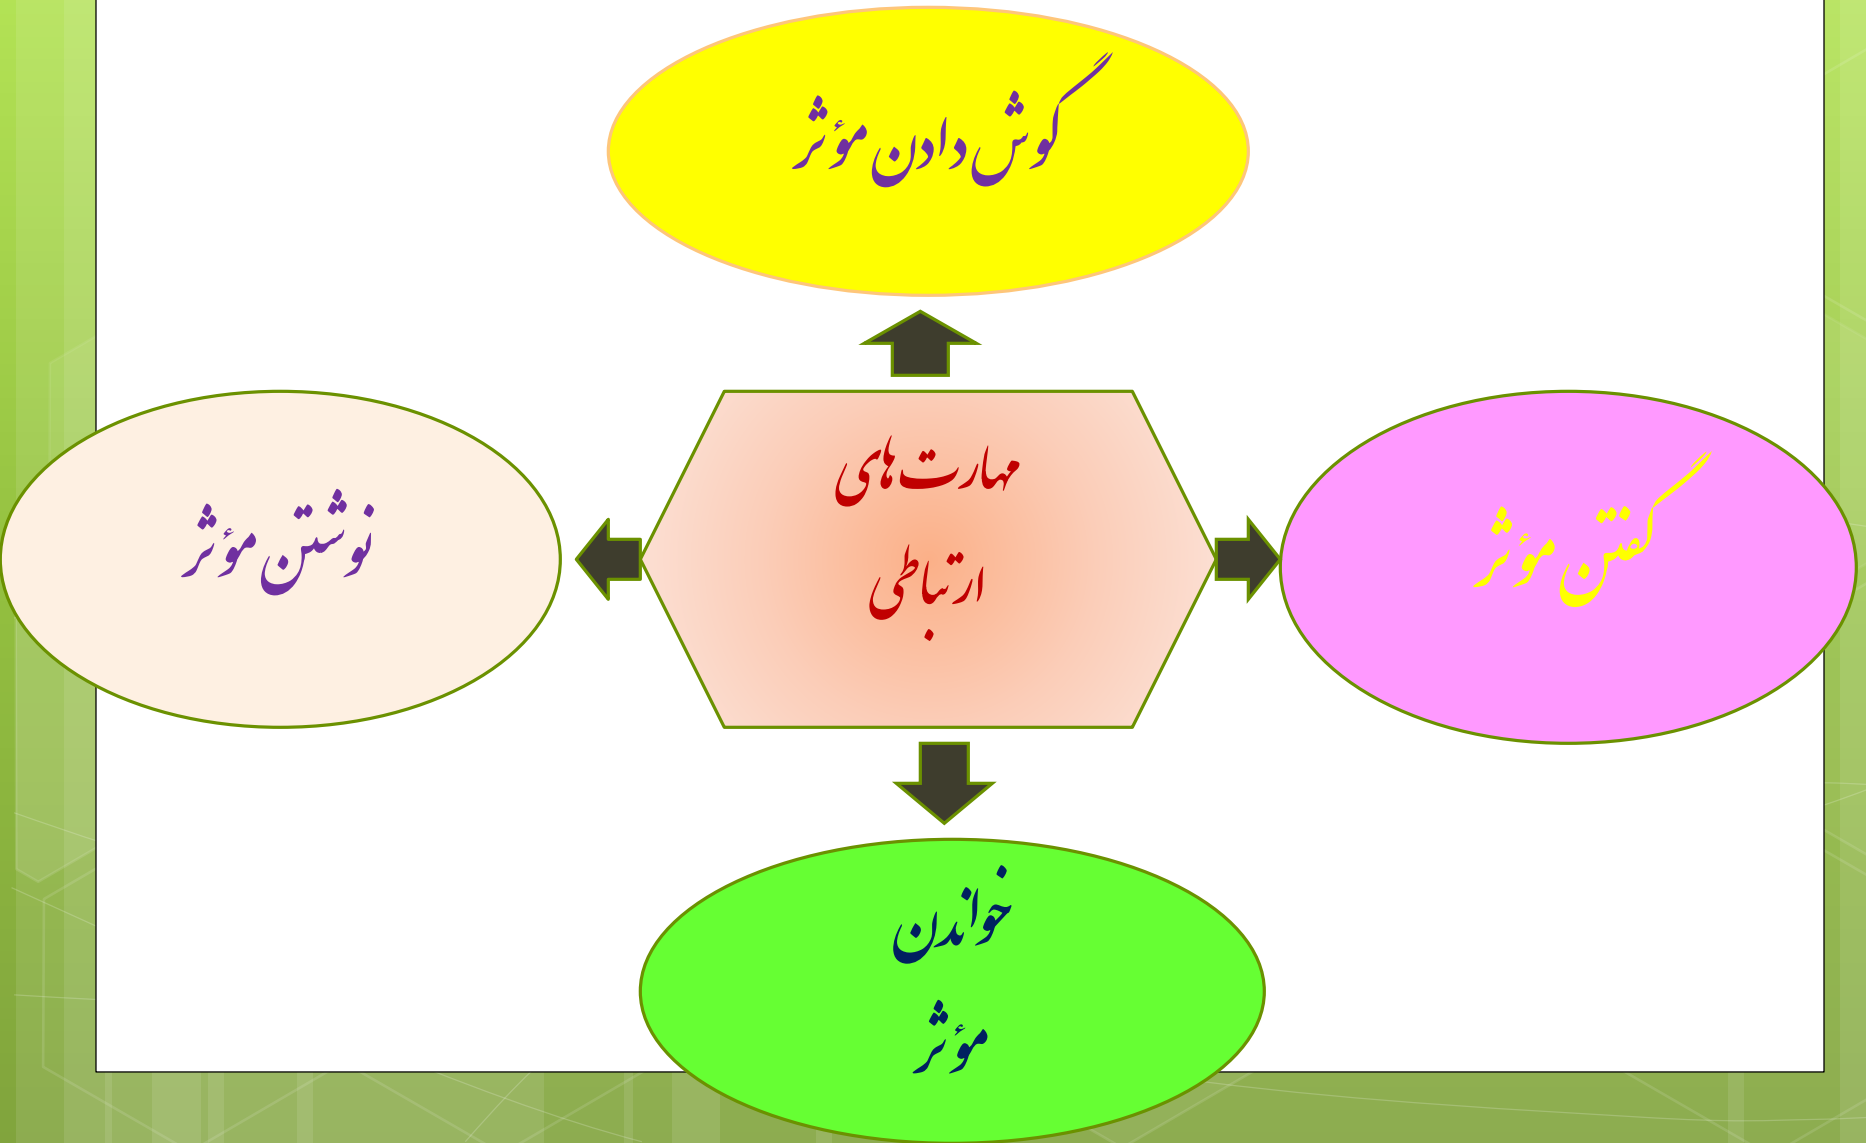 گوش دادن مؤثر
مهارت‌های
ارتباطی
گفتن مؤثر
نوشتن مؤثر
خواندن
مؤثر